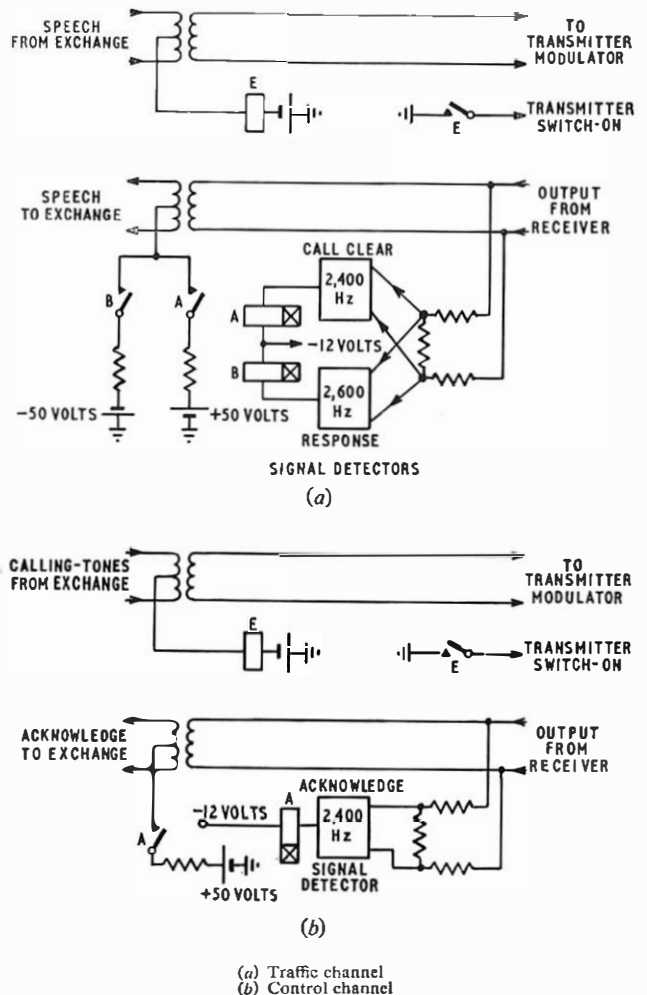 SPEECH
FROM EXCHANGE
TO
TRANSMITTER
MODULATOR
E
TRANSMITTER
SWITCH-ON
E
SPEECH
TO EXCHANGE
OUTPUT
FROM
RECEIVER
CALL CLEAR
2,400
Hz
B
A
A
-12 VOLTS
B
2,600
Hz
-50 VOLTS
+50 VOLTS
RESPONSE
SIGNAL DETECTORS
(a)
CALLING-TONES
FROM EXCHANGE
TO
TRANSMITTER
MODULATOR
E
TRANSMITTER
SWITCH-ON
E
ACKNOWLEDGE
TO EXCHANGE
OUTPUT
FROM
RECEIVER
ACKNOWLEDGE
-12 VOLTS
A
2,400
Hz
A
SIGNAL
DETECTOR
+50 VOLTS
(b)
(a) Traffic channel
(b) Control channel